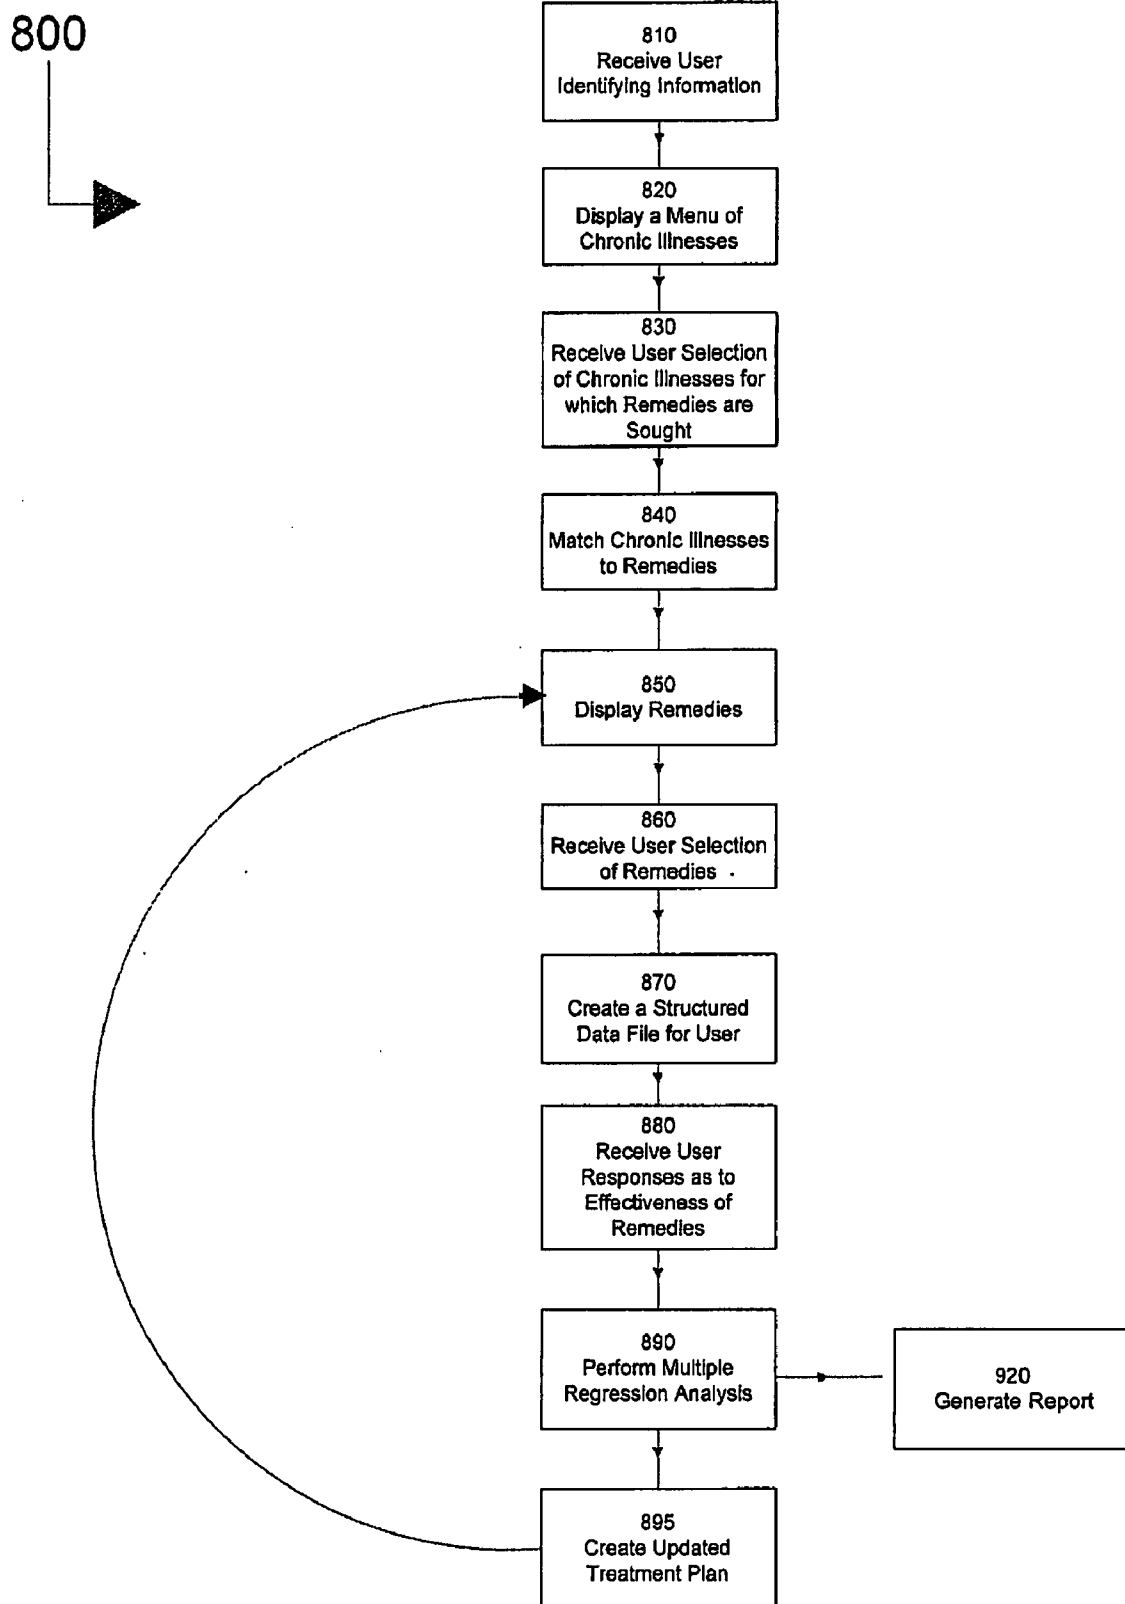 800
810
Receive User
Identifying Information
820
Display a Menu of
Chronic Illnesses
830
Receive User Selection
of Chronic Illnesses for
which Remedies are
Sought
840
Match Chronic Illnesses
to Remedies
850
Display Remedies
860
Receive User Selection
of Remedies
870
Create a Structured
Data File for User
880
Receive User
Responses as to
Effectiveness of
Remedies
890
Perform Multiple
Regression Analysis
920
Generate Report
895
Create Updated
Treatment Plan